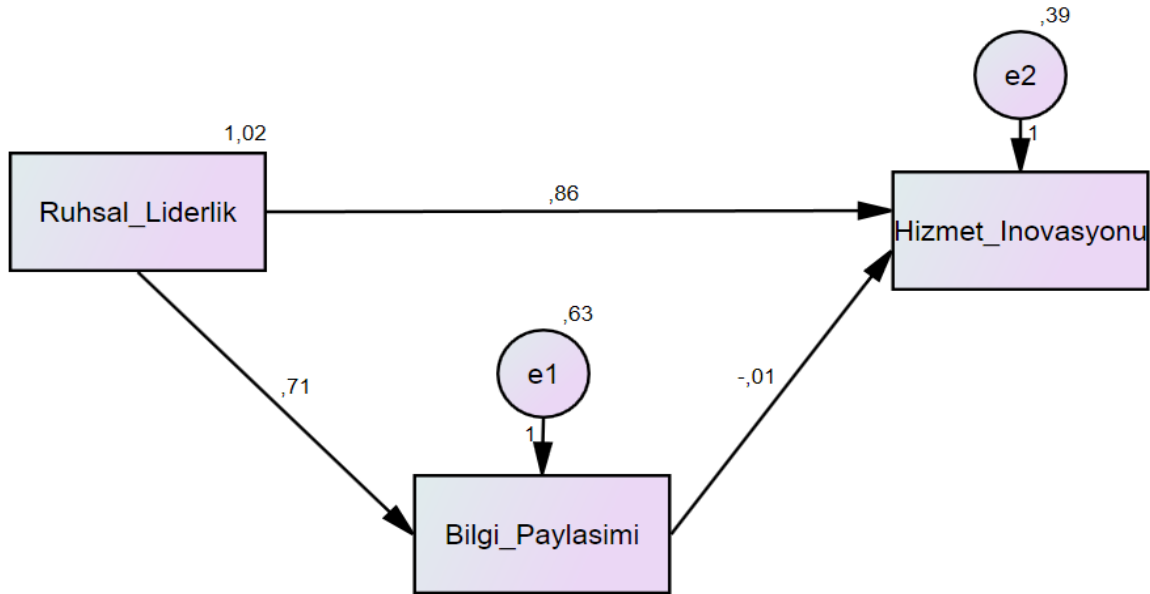 ,39
e2
1,02
1
Ruhsal_Liderlik
,86
Hizmet_Inovasyonu
,63
e1
,71
-,01
1
Bilgi_Paylasimi